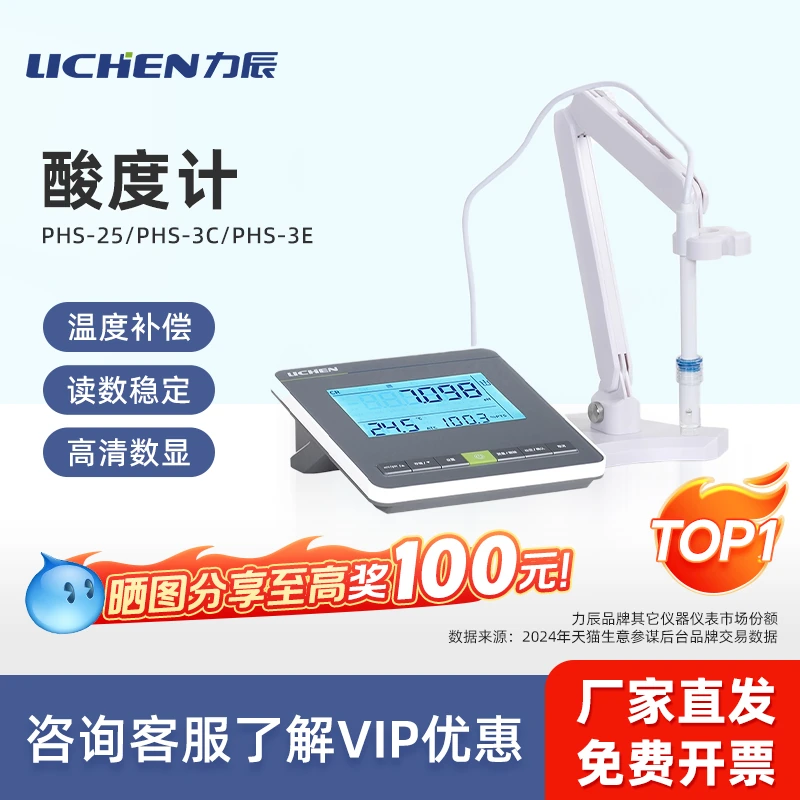 LICHEN力辰
酸度计
PHS-25/PHS-3C/PHS-3E
温度补偿
读数稳定
高清数显
LICHEN
7.098
24.5
100.3
TOP1
晒图分享至高奖100元!
力辰品牌其它仪器仪表市场份额
数据来源：2024年天猫生意参谋后台品牌交易数据
咨询客服了解VIP优惠
厂家直发
免费开票